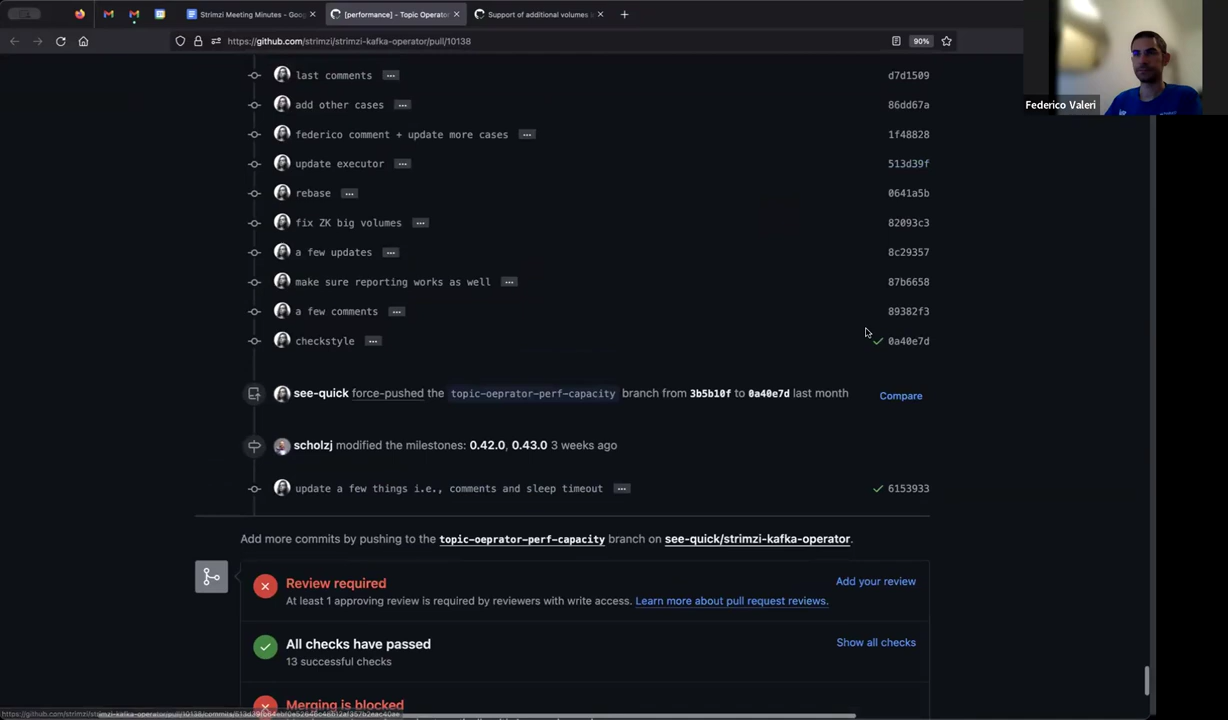 Strimzi Meeting Minutes - Goog
[performance] - Topic Operator
Support of additional volumes i
https://github.com/strimzi/strimzi-kafka-operator/pull/10138
90%
Federico Valeri
last comments ... d7d1509
add other cases ... 86dd67a
federico comment + update more cases ... 1f48828
update executor ... 513d39f
rebase ... 0641a5b
fix ZK big volumes ... 82093c3
a few updates ... 8c29357
make sure reporting works as well ... 87b6658
a few comments ... 89382f3
checkstyle ... 0a40e7d
see-quick force-pushed the topic-oeprator-perf-capacity branch from 3b5b10f to 0a40e7d last month Compare
scholzj modified the milestones: 0.42.0, 0.43.0 3 weeks ago
update a few things i.e., comments and sleep timeout ... 6153933
Add more commits by pushing to the topic-oeprator-perf-capacity branch on see-quick/strimzi-kafka-operator.
Review required Add your review
At least 1 approving review is required by reviewers with write access. Learn more about pull request reviews.
All checks have passed Show all checks
13 successful checks
Merging is blocked